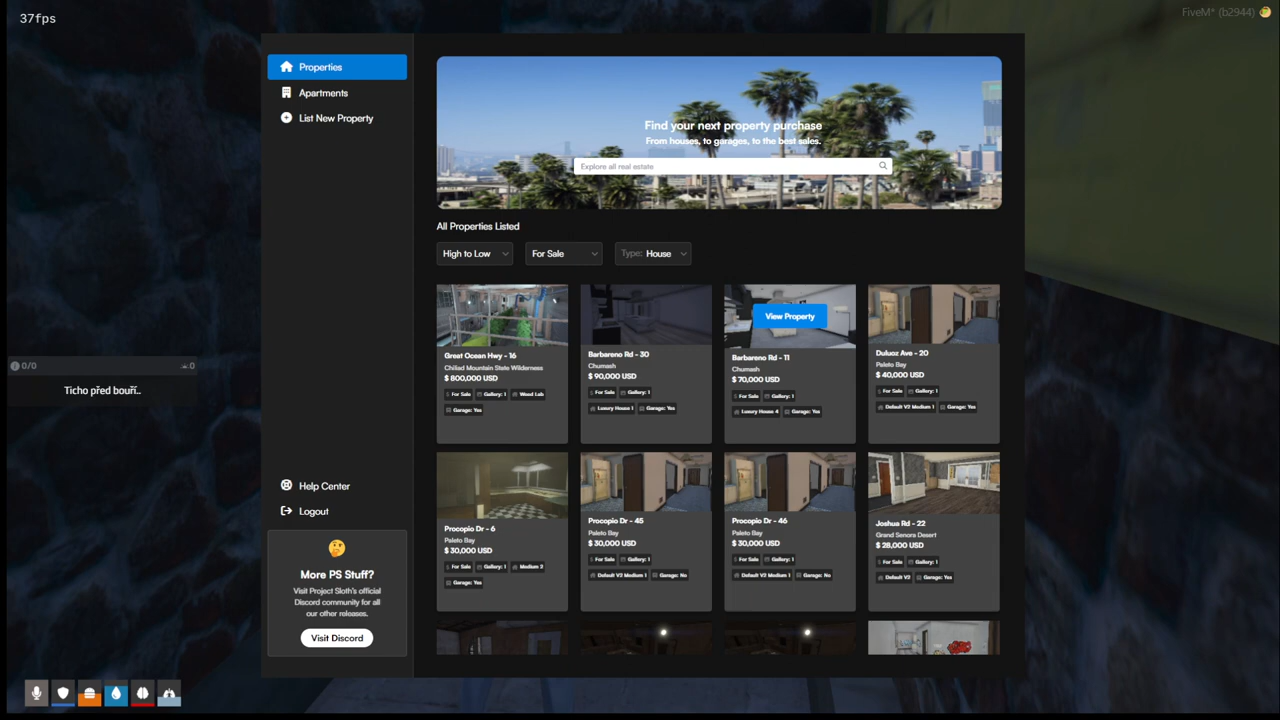 37fps
FiveM* (b2944)
Properties
Apartments
List New Property
Find your next property purchase
From houses, to garages, to the best sales.
Explore all real estate
All Properties Listed
High to Low
For Sale
Type: House
Great Ocean Hwy - 16
Chiliad Mountain State Wilderness
$ 800,000 USD
For Sale
Gallery: 1
Weed Lab
Garage: Yes
Barbareno Rd - 30
Chumash
$ 90,000 USD
For Sale
Gallery: 1
Luxury House 1
Garage: Yes
View Property
Barbareno Rd - 11
Chumash
$ 70,000 USD
For Sale
Gallery: 1
Luxury House 4
Garage: Yes
Duluoz Ave - 20
Paleto Bay
$ 40,000 USD
For Sale
Gallery: 1
Default V2 Medium 1
Garage: Yes
0/0
0
Ticho před bouří..
Procopio Dr - 6
Paleto Bay
$ 30,000 USD
For Sale
Gallery: 1
Medium 2
Garage: Yes
Procopio Dr - 45
Paleto Bay
$ 30,000 USD
For Sale
Gallery: 1
Default V2 Medium 1
Garage: No
Procopio Dr - 46
Paleto Bay
$ 30,000 USD
For Sale
Gallery: 1
Default V2 Medium 1
Garage: No
Joshua Rd - 22
Grand Senora Desert
$ 28,000 USD
For Sale
Gallery: 1
Default V2
Garage: Yes
Help Center
Logout
More PS Stuff?
Visit Project Sloth's official
Discord community for all
our other releases.
Visit Discord